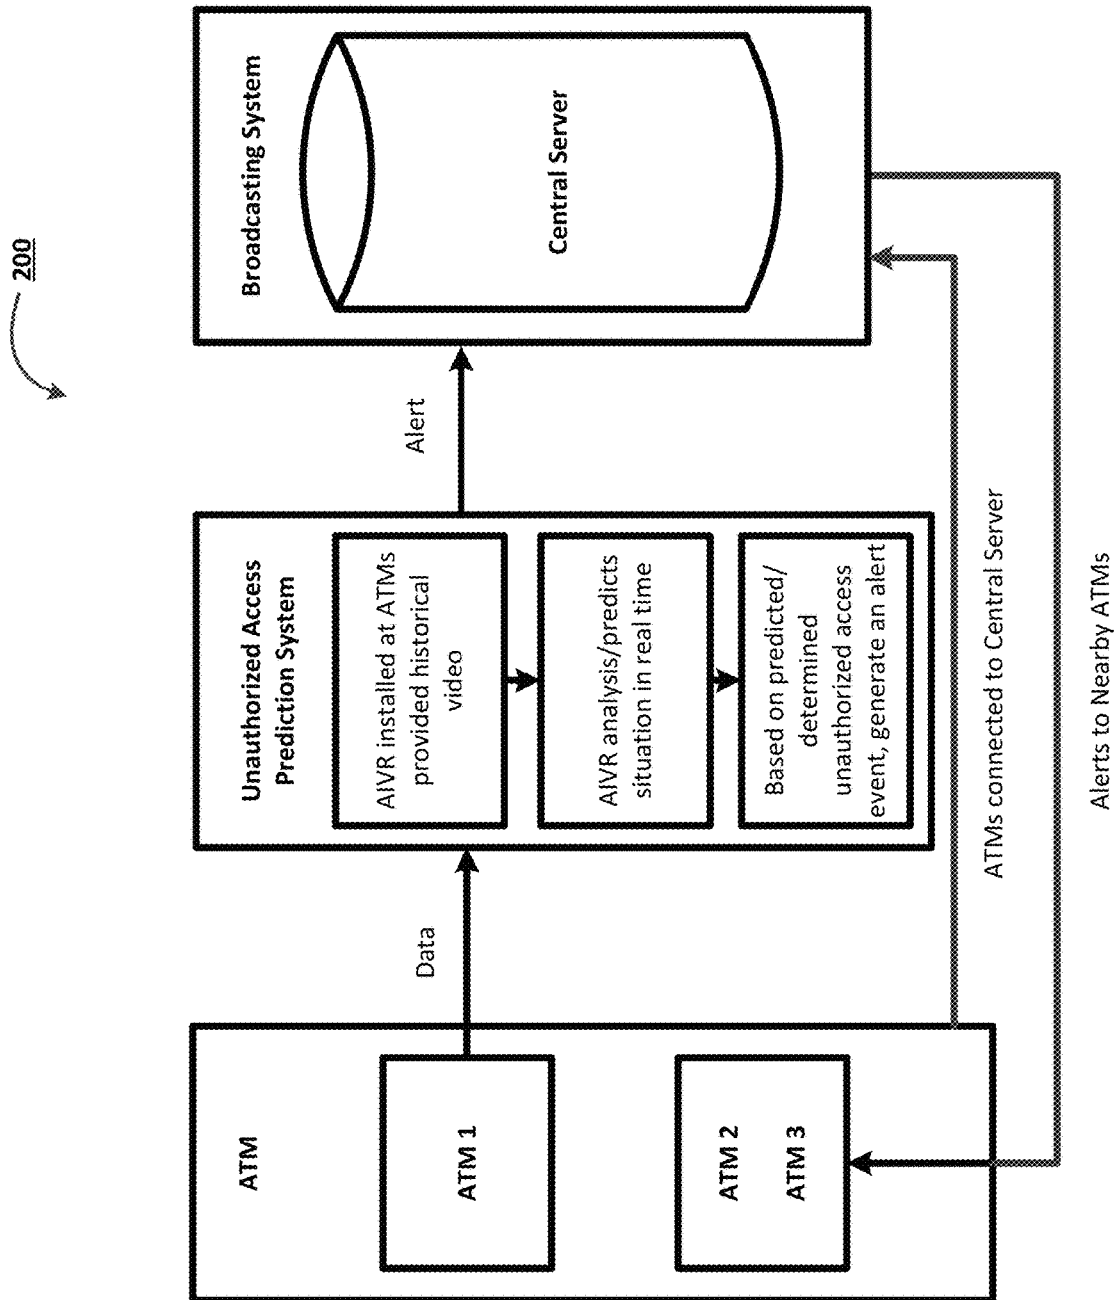 200
ATM
ATM 1
ATM 2
ATM 3
Data
Unauthorized Access
Prediction System
AIVR installed at ATMs
provided historical
video
AIVR analysis/predicts
situation in real time
Based on predicted/
determined
unauthorized access
event, generate an alert
Alert
Broadcasting System
Central Server
ATMs connected to Central Server
Alerts to Nearby ATMs